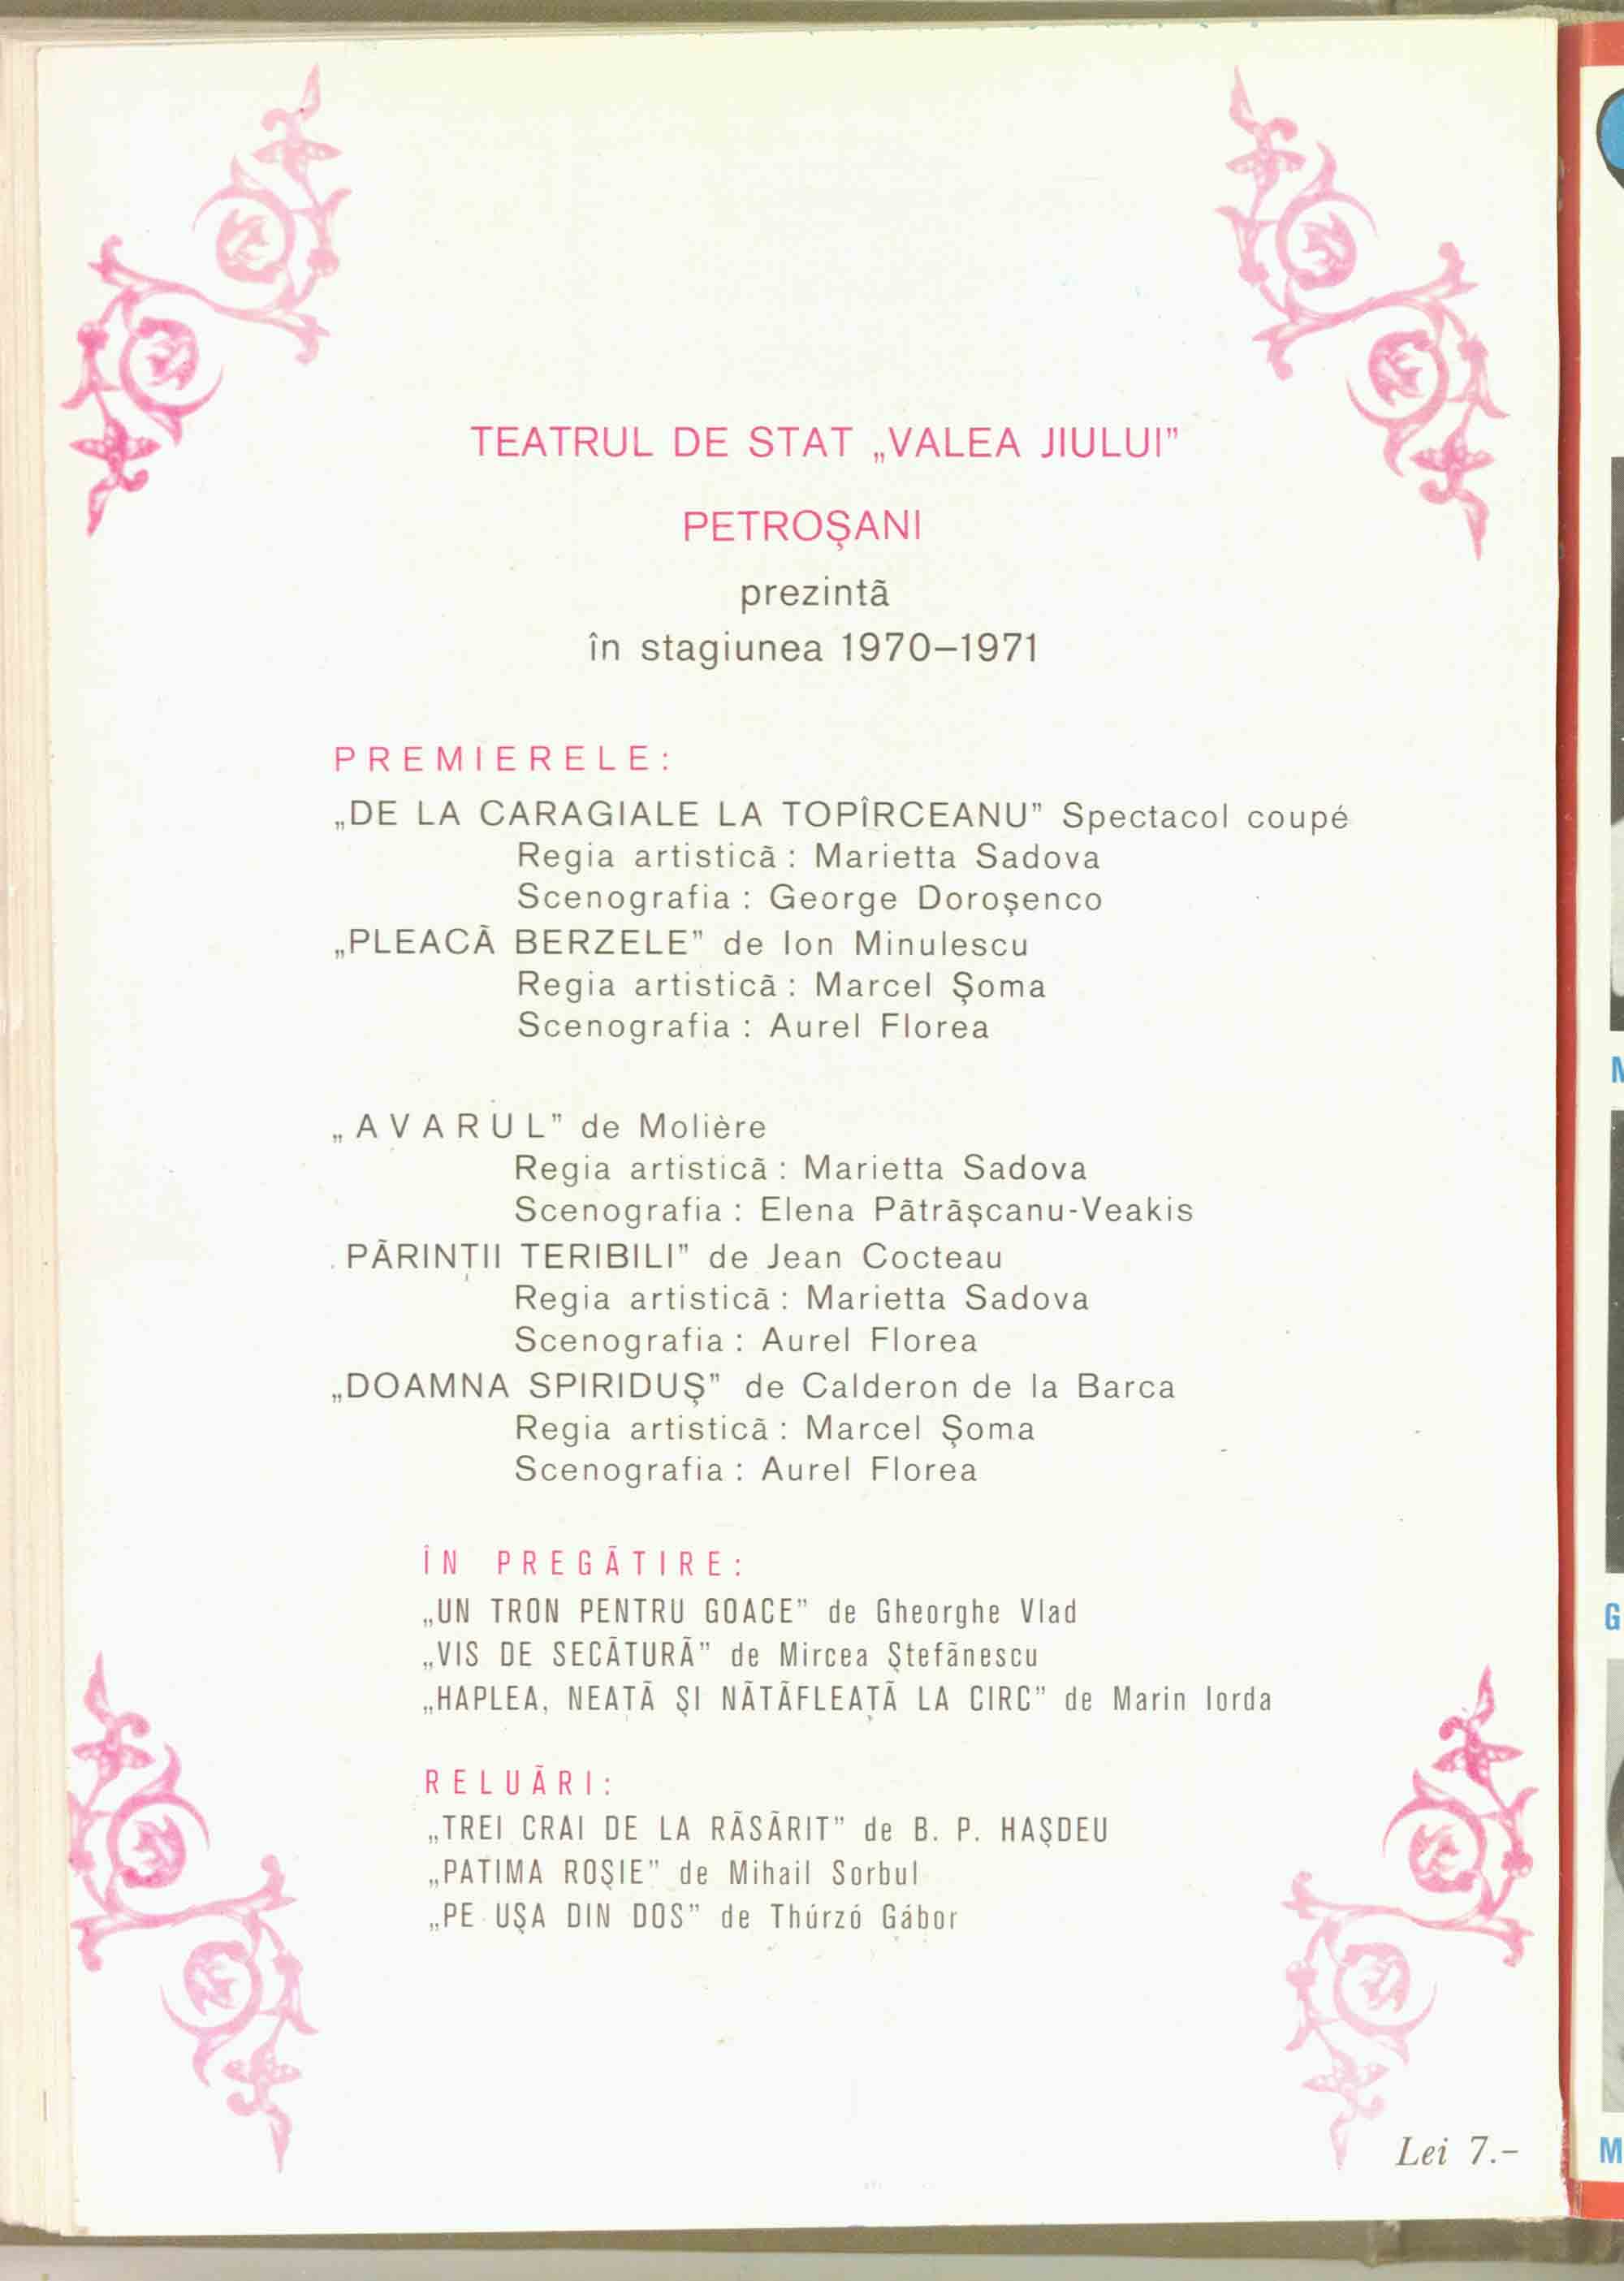 TEATRUL DE STAT „VALEA JIULUI”
PETROŞANI
prezintă
în stagiunea 1970–1971
PREMIERELE:
„DE LA CARAGIALE LA TOPÎRCEANU” Spectacol coupé
Regia artistică : Marietta Sadova
Scenografia : George Doroşenco
„PLEACĂ BERZELE” de Ion Minulescu
Regia artistică : Marcel Şoma
Scenografia : Aurel Florea
„AVARUL” de Molière
Regia artistică : Marietta Sadova
Scenografia : Elena Pătrăşcanu-Veakis
PĂRINŢII TERIBILI” de Jean Cocteau
Regia artistică : Marietta Sadova
Scenografia : Aurel Florea
„DOAMNA SPIRIDUŞ” de Calderon de la Barca
Regia artistică : Marcel Şoma
Scenografia : Aurel Florea
ÎN PREGĂTIRE:
„UN TRON PENTRU GOACE” de Gheorghe Vlad
„VIS DE SECĂTURĂ” de Mircea Ştefănescu
„HAPLEA, NEAŢĂ ŞI NĂTĂFLEAŢĂ LA CIRC” de Marin Iorda
RELUĂRI:
„TREI CRAI DE LA RĂSĂRIT” de B. P. HAŞDEU
„PATIMA ROŞIE” de Mihail Sorbul
„PE UŞA DIN DOS” de Thúrzó Gábor
Lei 7.–